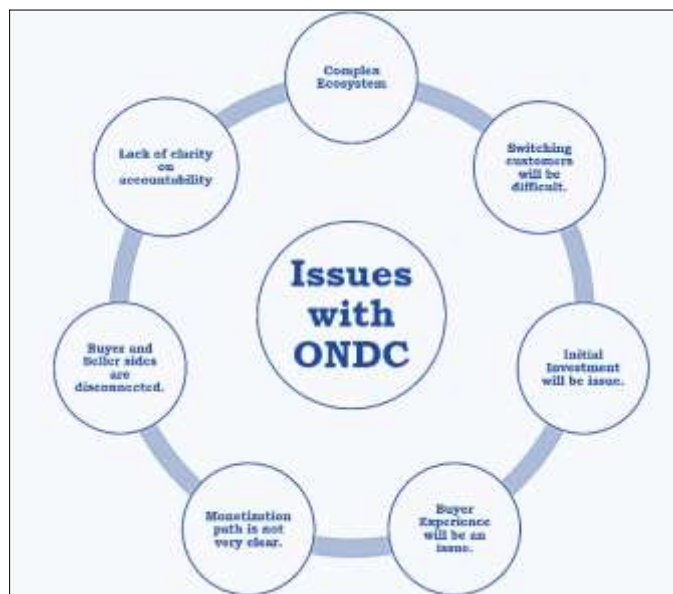 Complex
Ecosystem
Switching
customers
will be
difficult.
Initial
Investment
will be issue.
Buyer
Experience
will be an
issue.
Monetization
path is not
very clear.
Buyer and
Seller sides
are
disconnected.
Lack of clarity
on
accountability
Issues
with
ONDC